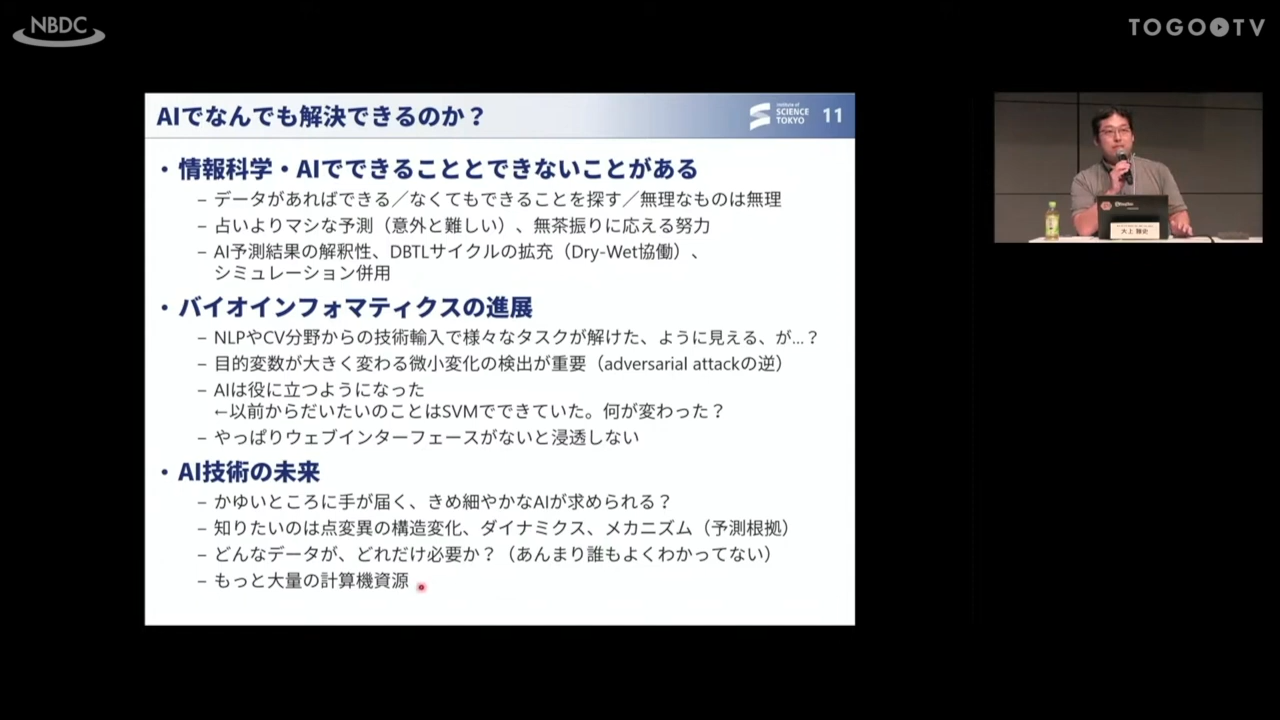 NBDC
TOGOTV
AIでなんでも解決できるのか？
Institute of
SCIENCE
TOKYO
11
・情報科学・AIでできることとできないことがある
– データがあればできる／なくてもできることを探す／無理なものは無理
– 占いよりマシな予測（意外と難しい）、無茶振りに応える努力
– AI予測結果の解釈性、DBTLサイクルの拡充（Dry-Wet協働）、
シミュレーション併用
・バイオインフォマティクスの進展
– NLPやCV分野からの技術輸入で様々なタスクが解けた、ように見える、が…？
– 目的変数が大きく変わる微小変化の検出が重要（adversarial attackの逆）
– AIは役に立つようになった
←以前からだいたいのことはSVMでできていた。何が変わった？
– やっぱりウェブインターフェースがないと浸透しない
・AI技術の未来
– かゆいところに手が届く、きめ細やかなAIが求められる？
– 知りたいのは点変異の構造変化、ダイナミクス、メカニズム（予測根拠）
– どんなデータが、どれだけ必要か？（あんまり誰もよくわかってない）
– もっと大量の計算機資源